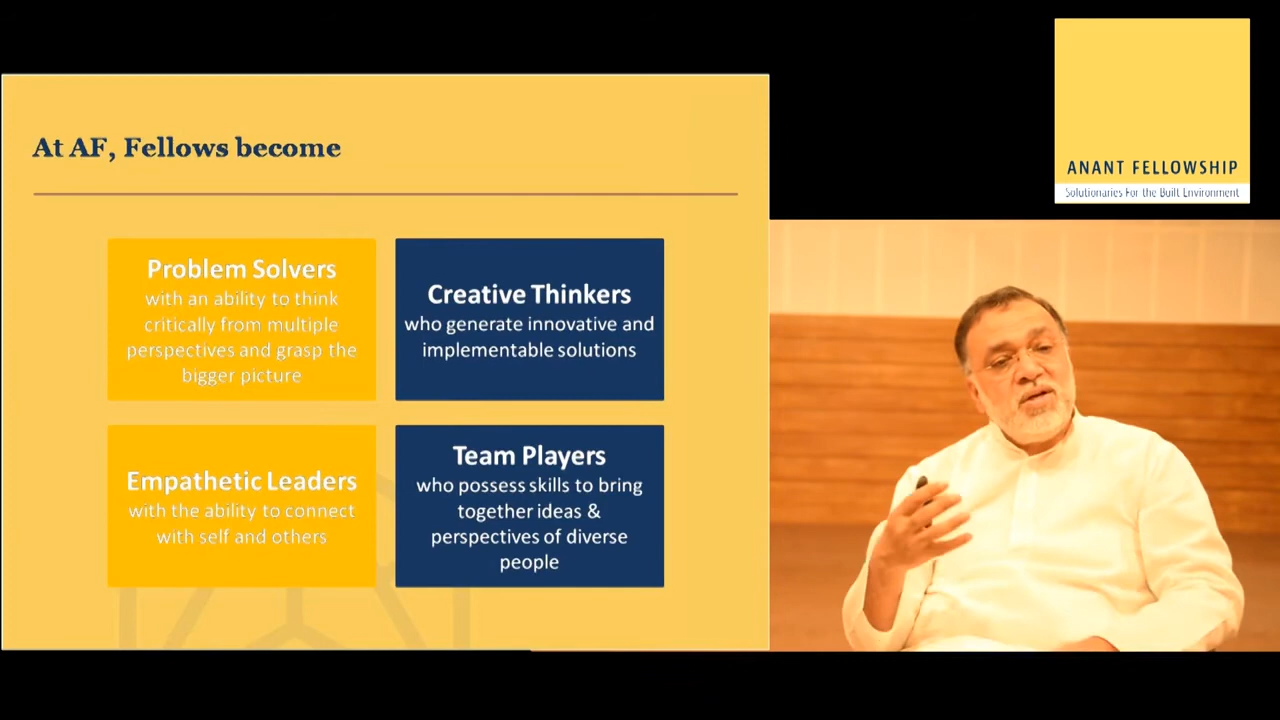 At AF, Fellows become
Problem Solvers
with an ability to think
critically from multiple
perspectives and grasp the
bigger picture
Creative Thinkers
who generate innovative and
implementable solutions
Empathetic Leaders
with the ability to connect
with self and others
Team Players
who possess skills to bring
together ideas &
perspectives of diverse
people
ANANT FELLOWSHIP
Solutionaries For the Built Environment